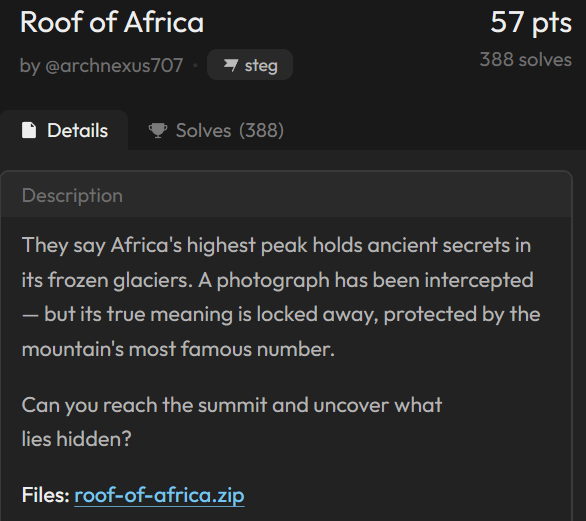 Roof of Africa
57 pts
by @archnexus707 • steg
388 solves
Details
Solves (388)
Description
They say Africa's highest peak holds ancient secrets in
its frozen glaciers. A photograph has been intercepted
— but its true meaning is locked away, protected by the
mountain's most famous number.
Can you reach the summit and uncover what
lies hidden?
Files: roof-of-africa.zip